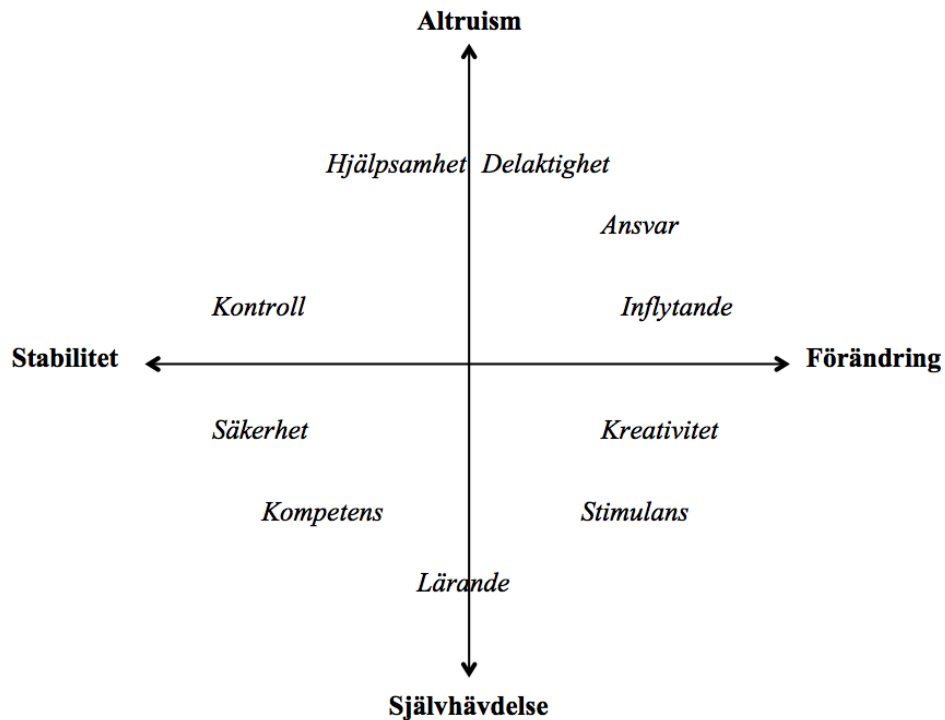 Altruism
Hjälpsamhet Delaktighet
Ansvar
Kontroll Inflytande
Stabilitet Förändring
Säkerhet Kreativitet
Kompetens Stimulans
Lärande
Självhävdelse